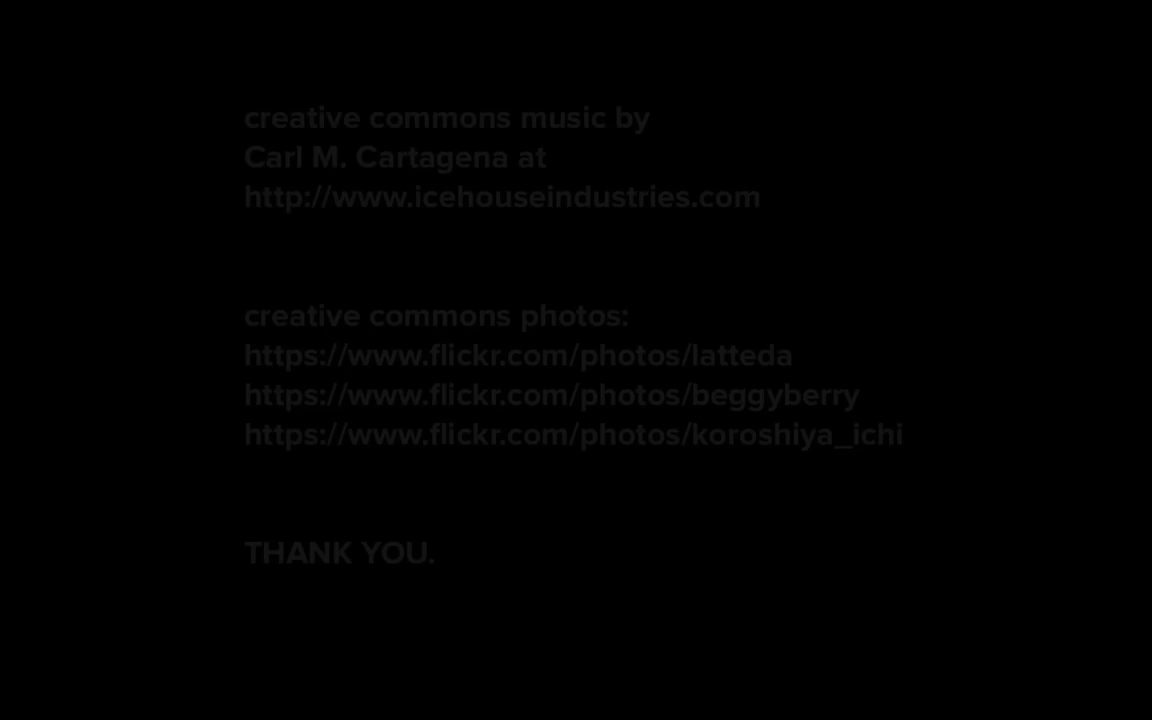 creative commons music by
Carl M. Cartagena at
http://www.icehouseindustries.com
creative commons photos:
https://www.flickr.com/photos/latteda
https://www.flickr.com/photos/beggyberry
https://www.flickr.com/photos/koroshiya_ichi
THANK YOU.